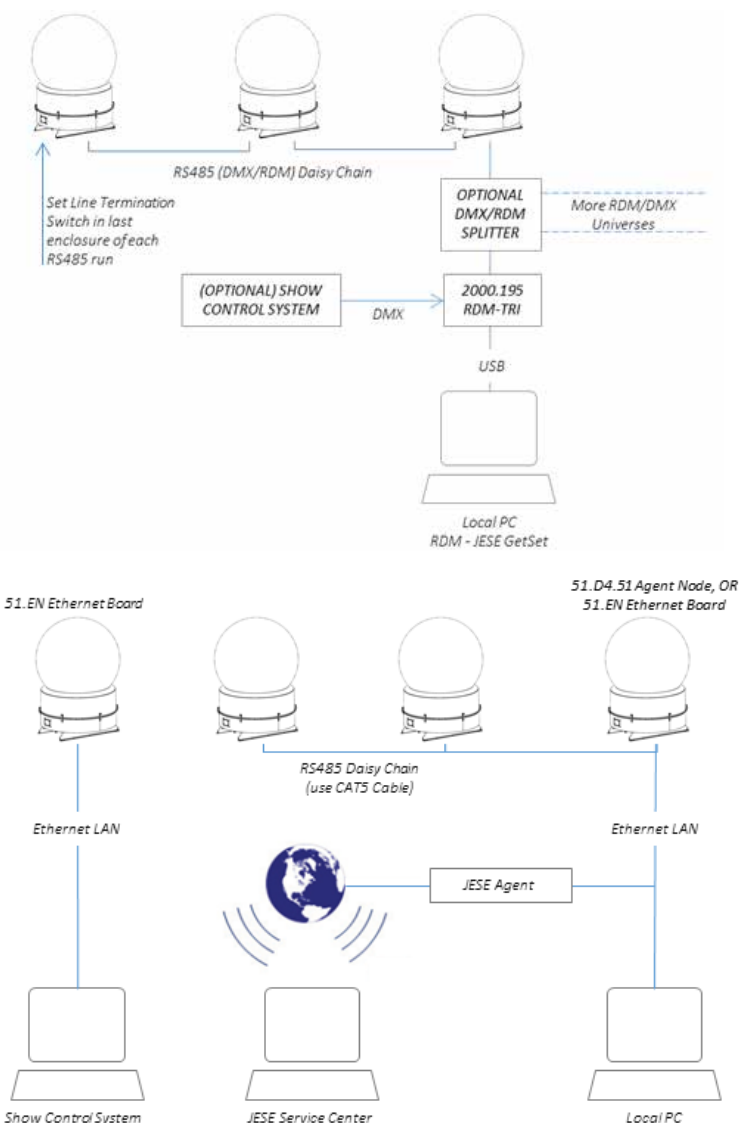 RS485 (DMX/RDM) Daisy Chain
Set Line Termination
Switch in last
enclosure of each
RS485 run
OPTIONAL
DMX/RDM
SPLITTER
More RDM/DMX
Universes
(OPTIONAL) SHOW
CONTROL SYSTEM
DMX
2000.195
RDM-TRI
USB
Local PC
RDM - JESE GetSet
51.EN Ethernet Board
51.D4.51 Agent Node, OR
51.EN Ethernet Board
RS485 Daisy Chain
(use CAT5 Cable)
Ethernet LAN
Ethernet LAN
JESE Agent
Show Control System
JESE Service Center
Local PC